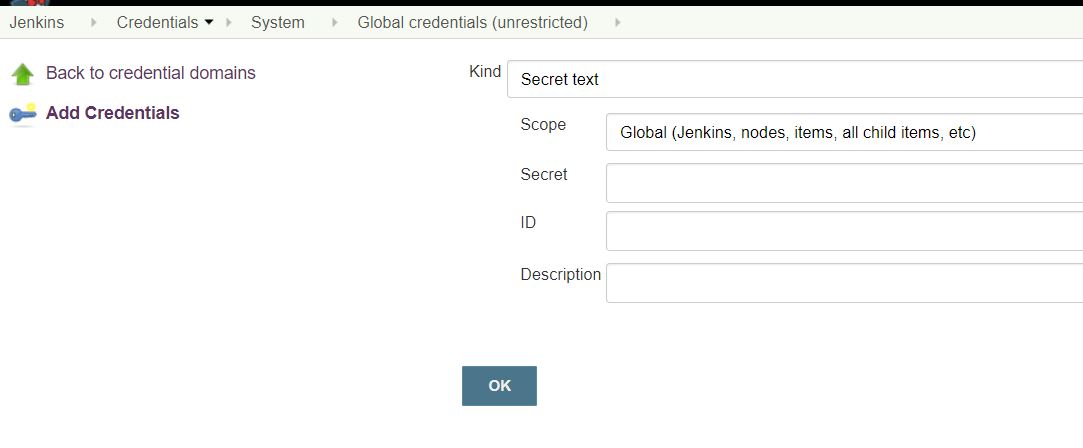 Jenkins Credentials System Global credentials (unrestricted)
Back to credential domains
Add Credentials
Kind Secret text
Scope Global (Jenkins, nodes, items, all child items, etc)
Secret
ID
Description
OK